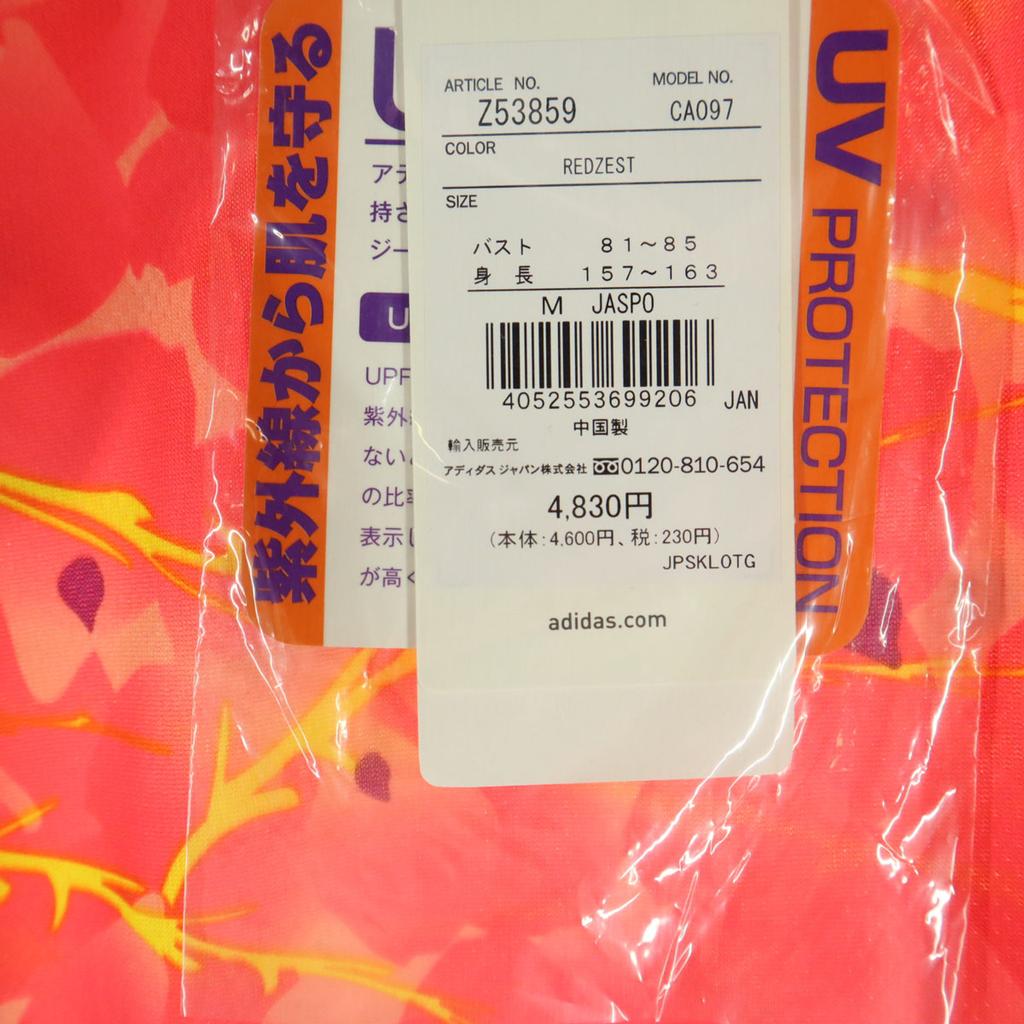 紫外線から肌を守る
U
アデ
持さ
ジー
U
UPF
紫外
ない
の比率
表示し
が高く
ARTICLE NO. MODEL NO.
Z53859 CA097
COLOR
REDZEST
SIZE
バスト 81～85
身長 157～163
M JASPO
4052553699206 JAN
中国製
輸入販売元
アディダス ジャパン株式会社 0120-810-654
4,830円
(本体:4,600円、税:230円)
JPSKLOTG
adidas.com
UV PROTECTION